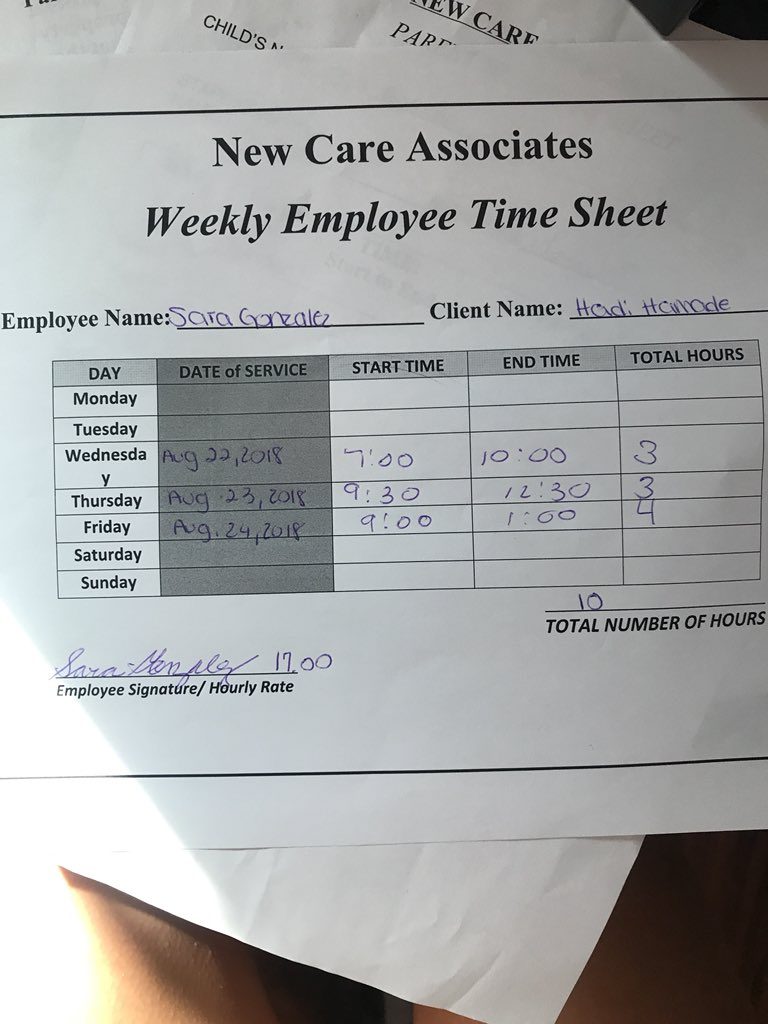 CHILD'S
NEW CARE
New Care Associates
Weekly Employee Time Sheet
Employee Name: Sara Gonzalez Client Name: Hadi Hamade
DAY DATE of SERVICE START TIME END TIME TOTAL HOURS
Monday
Tuesday
Wednesda
y Aug 22, 2018 7:00 10:00 3
Thursday Aug 23, 2018 9:30 12:30 3
Friday Aug. 24, 2018 9:00 1:00 4
Saturday
Sunday
10
TOTAL NUMBER OF HOURS
Sara Gonzalez 17.00
Employee Signature/ Hourly Rate